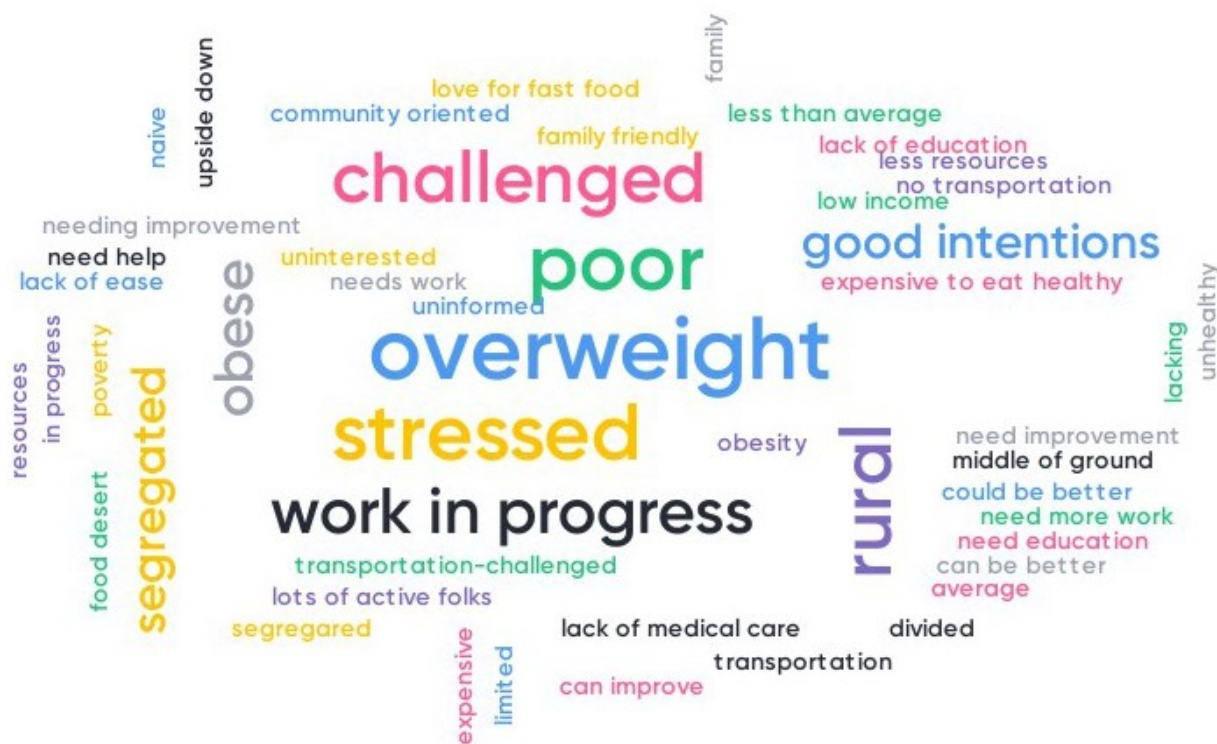 family
love for fast food
upside down
naive
community oriented
less than average
family friendly
lack of education
less resources
challenged
no transportation
low income
needing improvement
good intentions
need help
uninterested
poor
lack of ease
needs work
expensive to eat healthy
obese
uninformed
unhealthy
overweight
lacking
in progress
poverty
resources
segregated
stressed
obesity
rural
need improvement
middle of ground
could be better
work in progress
food desert
need more work
need education
transportation-challenged
can be better
average
lots of active folks
segregared
lack of medical care
divided
transportation
expensive
limited
can improve